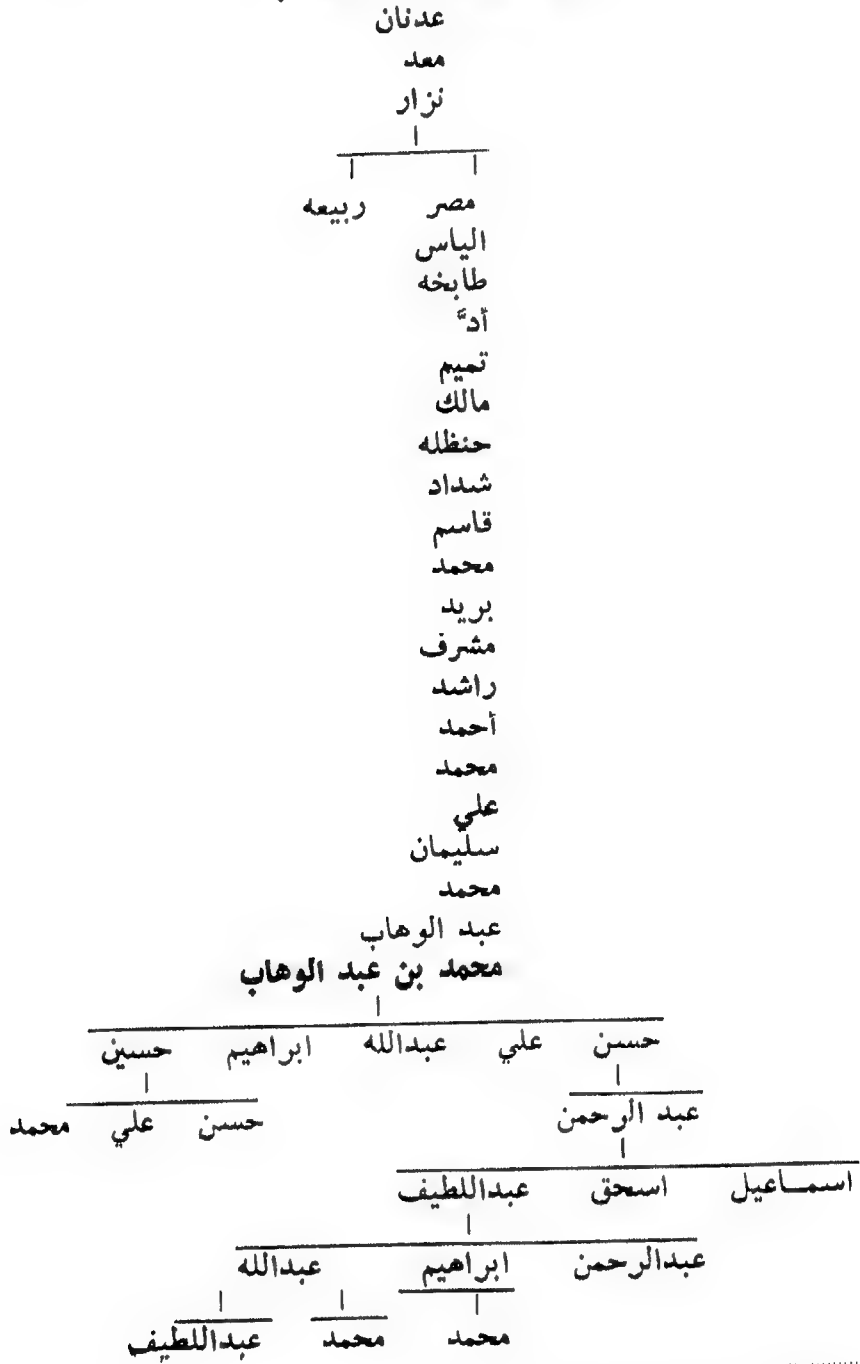 عدنان
معد
نزار
مصر ربيعه
الياس
طابخه
أدَّ
تميم
مالك
حنظله
شداد
قاسم
محمد
بريد
مشرف
راشد
أحمد
محمد
علي
سليمان
محمد
عبد الوهاب
محمد بن عبد الوهاب
حسن علي عبدالله ابراهيم حسين
عبد الرحمن حسن علي محمد
اسمـاعيل اسحق عبداللطيف
عبدالرحمن ابراهيم عبدالله
محمد محمد عبداللطيف